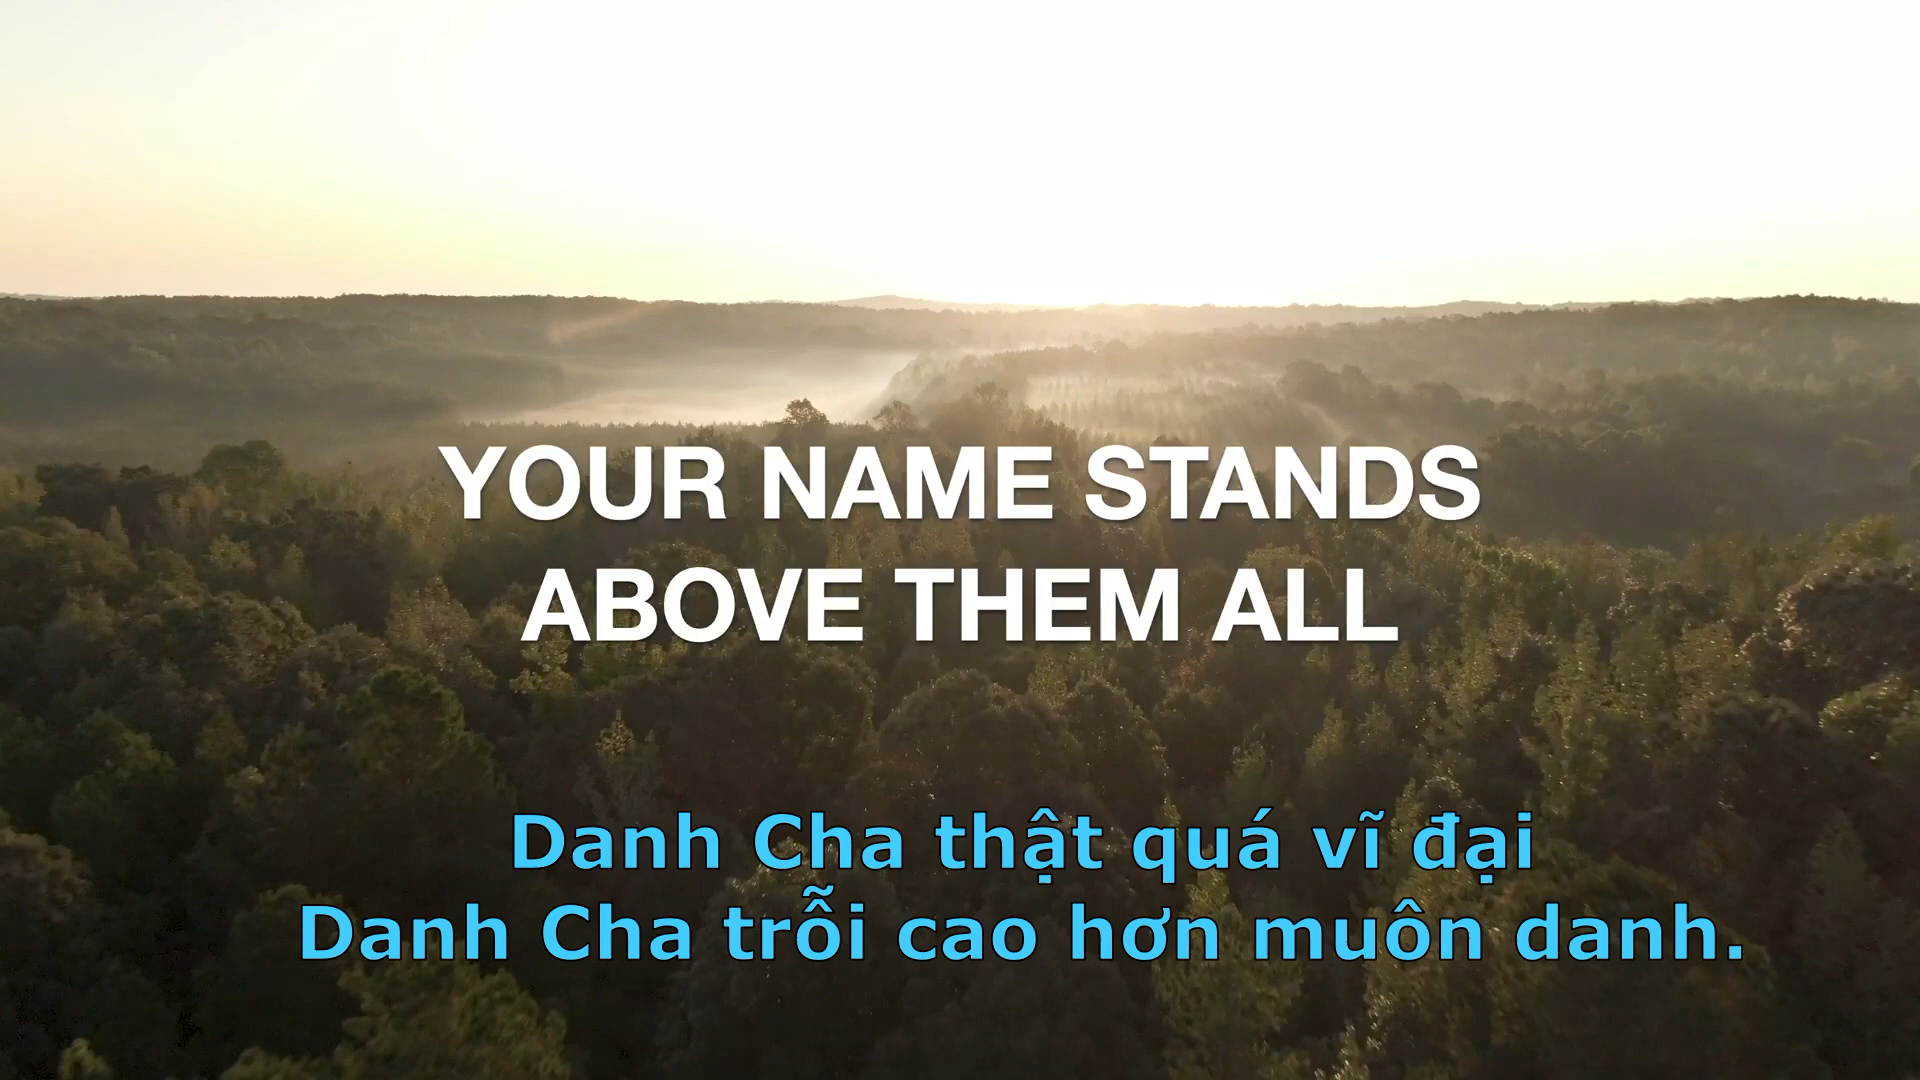 YOUR NAME STANDS
ABOVE THEM ALL
Danh Cha thật quá vĩ đại
Danh Cha trỗi cao hơn muôn danh.